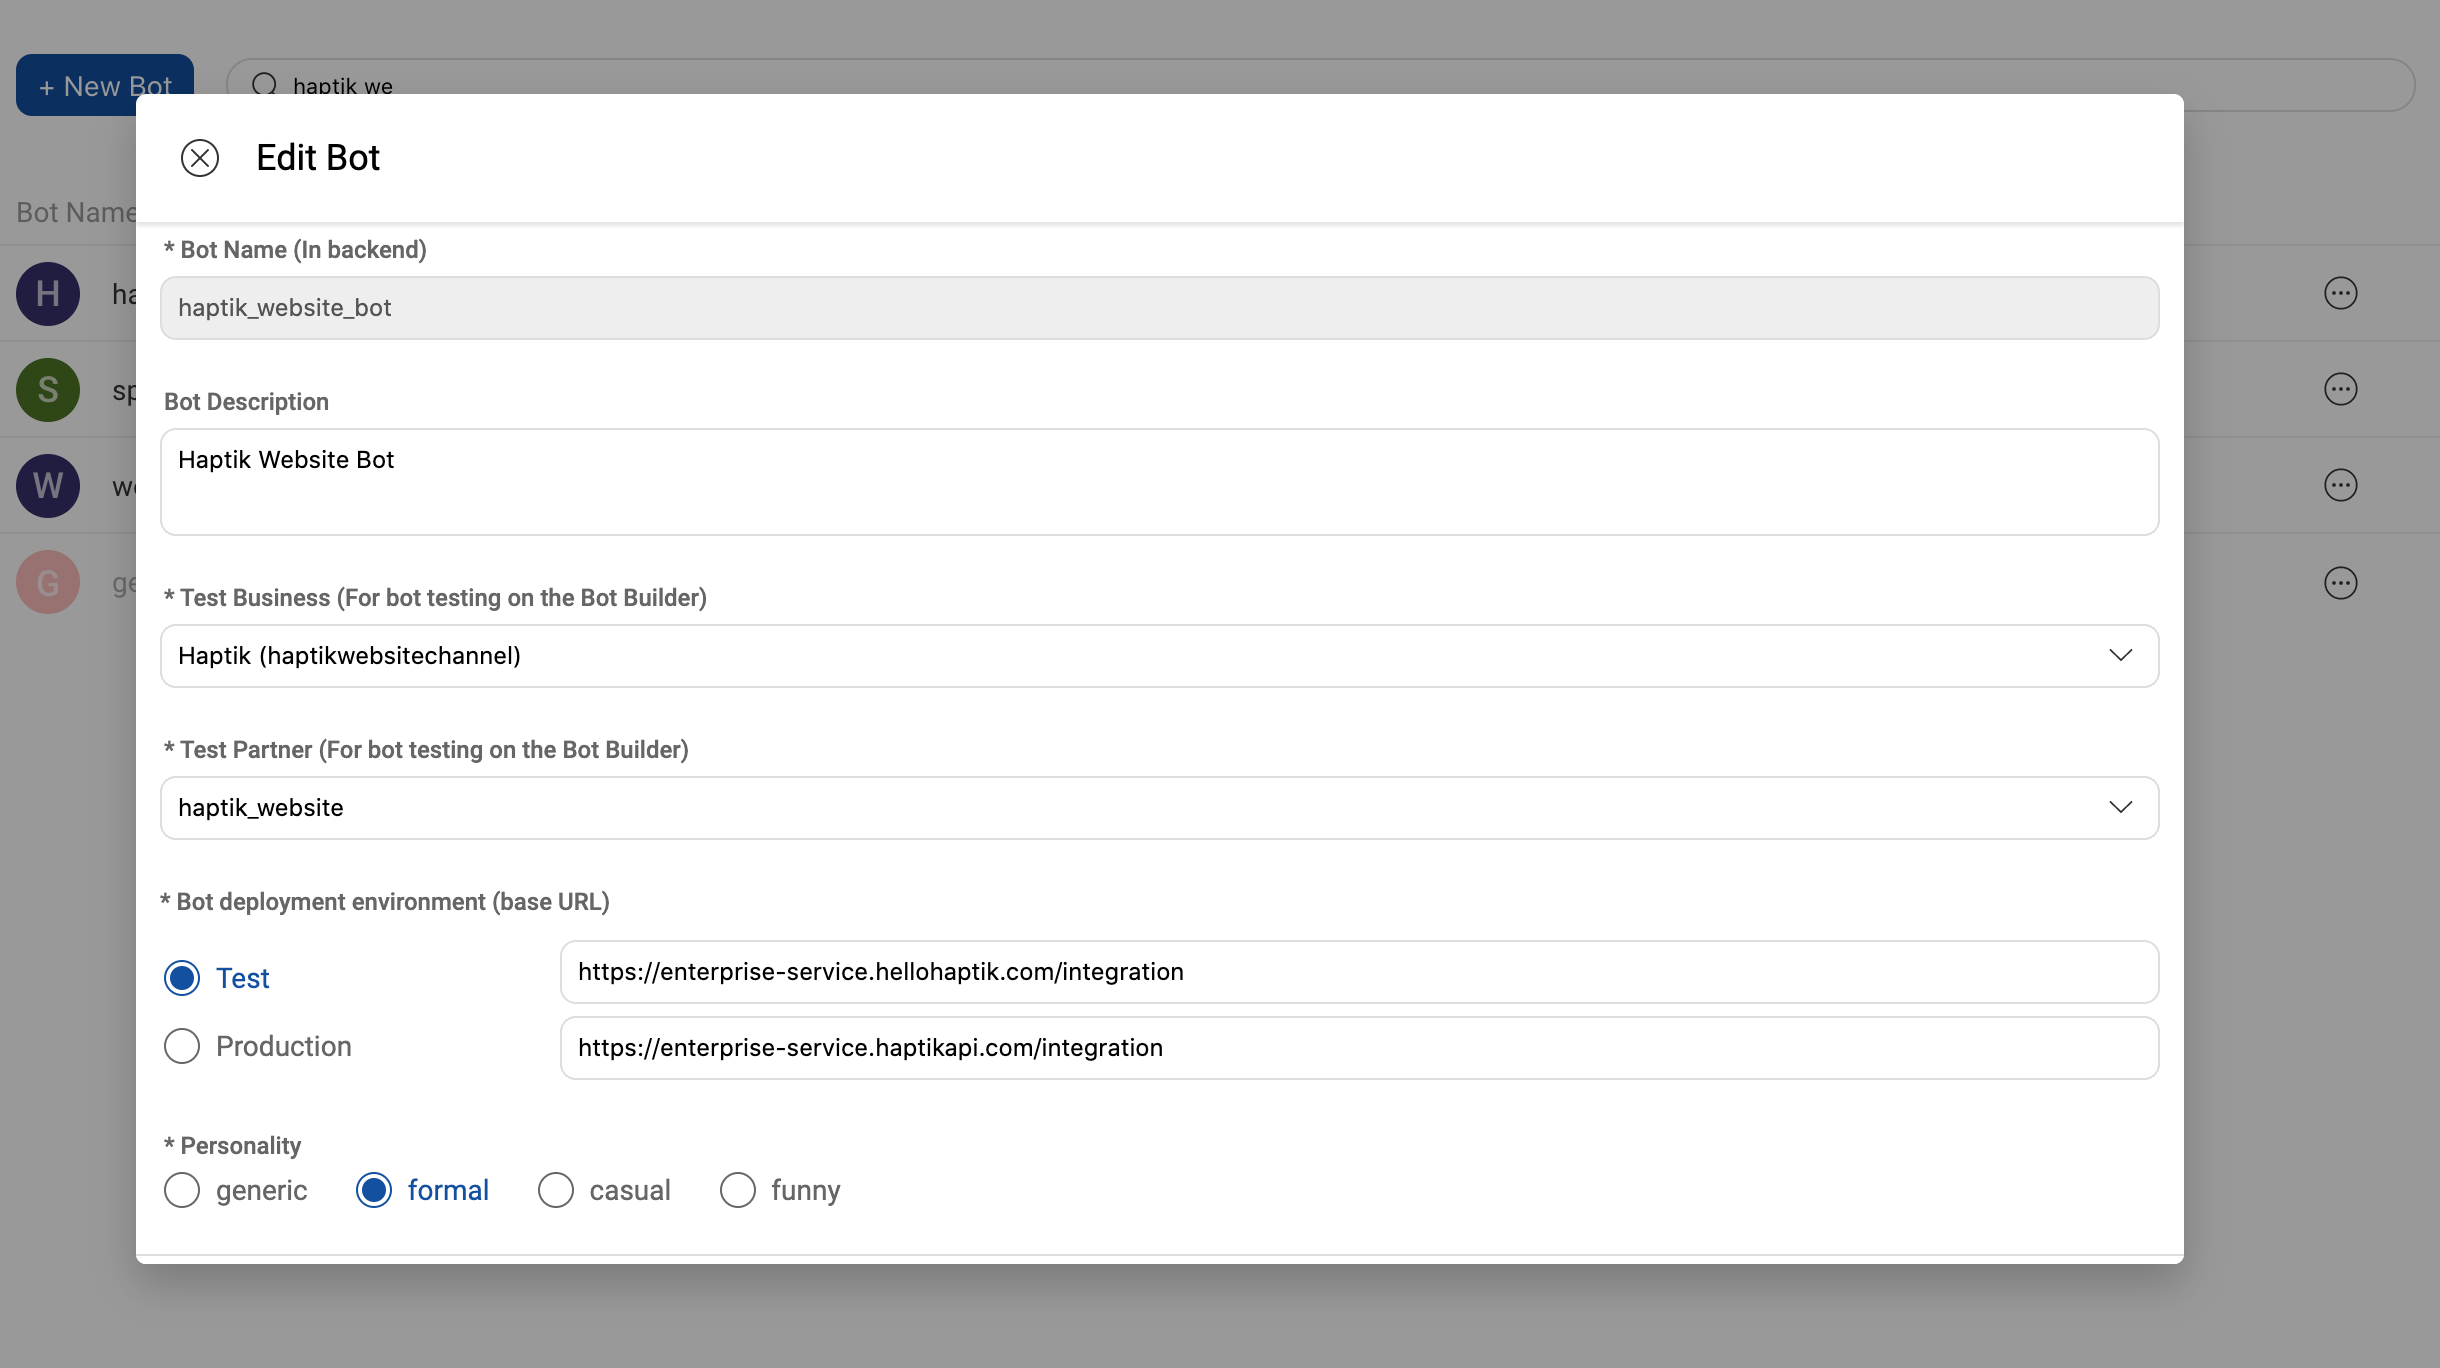 + New Bot
haptik we
Edit Bot
Bot Name
* Bot Name (In backend)
H
haptik_website_bot
S
Bot Description
W
Haptik Website Bot
G
* Test Business (For bot testing on the Bot Builder)
Haptik (haptikwebsitechannel)
* Test Partner (For bot testing on the Bot Builder)
haptik_website
* Bot deployment environment (base URL)
Test
https://enterprise-service.hellohaptik.com/integration
Production
https://enterprise-service.haptikapi.com/integration
* Personality
generic formal casual funny